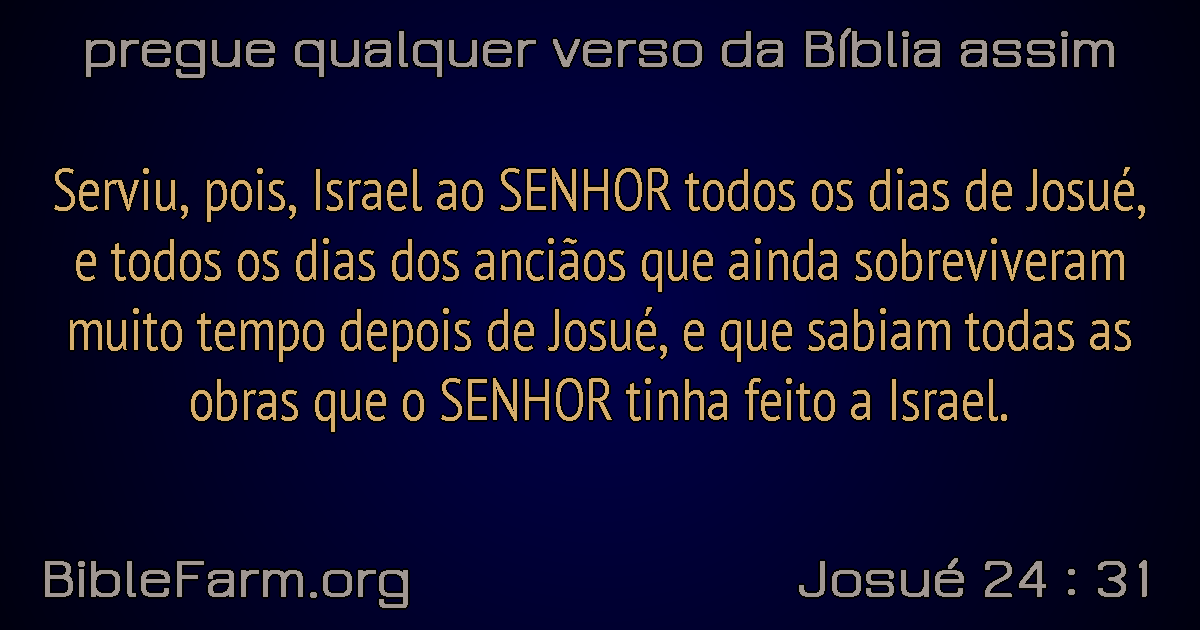 pregue qualquer verso da Bíblia assim
Serviu, pois, Israel ao SENHOR todos os dias de Josué,
e todos os dias dos anciãos que ainda sobreviveram
muito tempo depois de Josué, e que sabiam todas as
obras que o SENHOR tinha feito a Israel.
BibleFarm.org
Josué 24 : 31